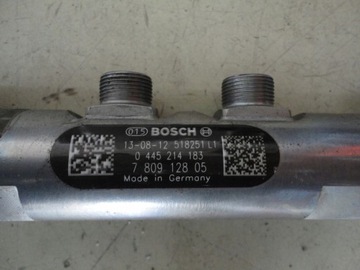 015 BOSCH
13-08-12 518251 L1
0 445 214 183
7 809 128 05
Made in Germany